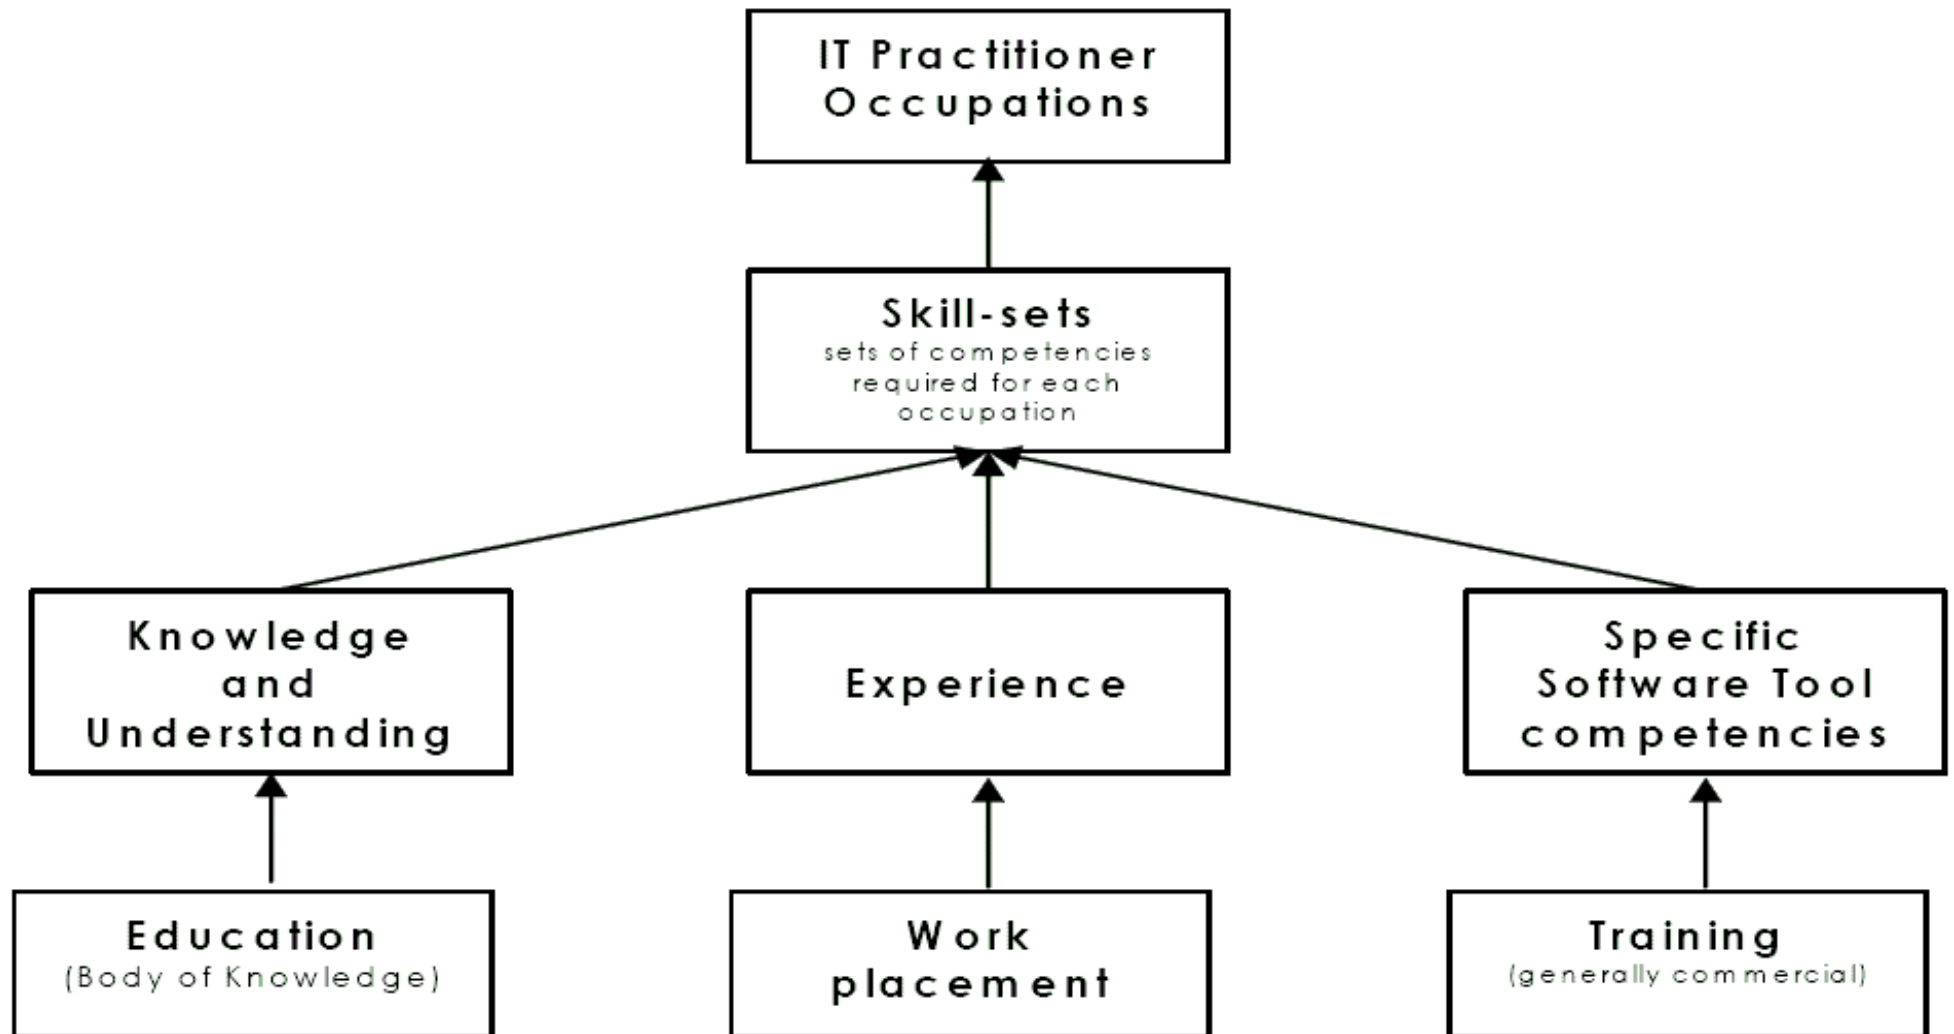 IT Practitioner
Occupations
Skill-sets
sets of competencies
required for each
occupation
Knowledge
and
Understanding
Experience
Specific
Software Tool
competencies
Education
(Body of Knowledge)
Work
placement
Training
(generally commercial)